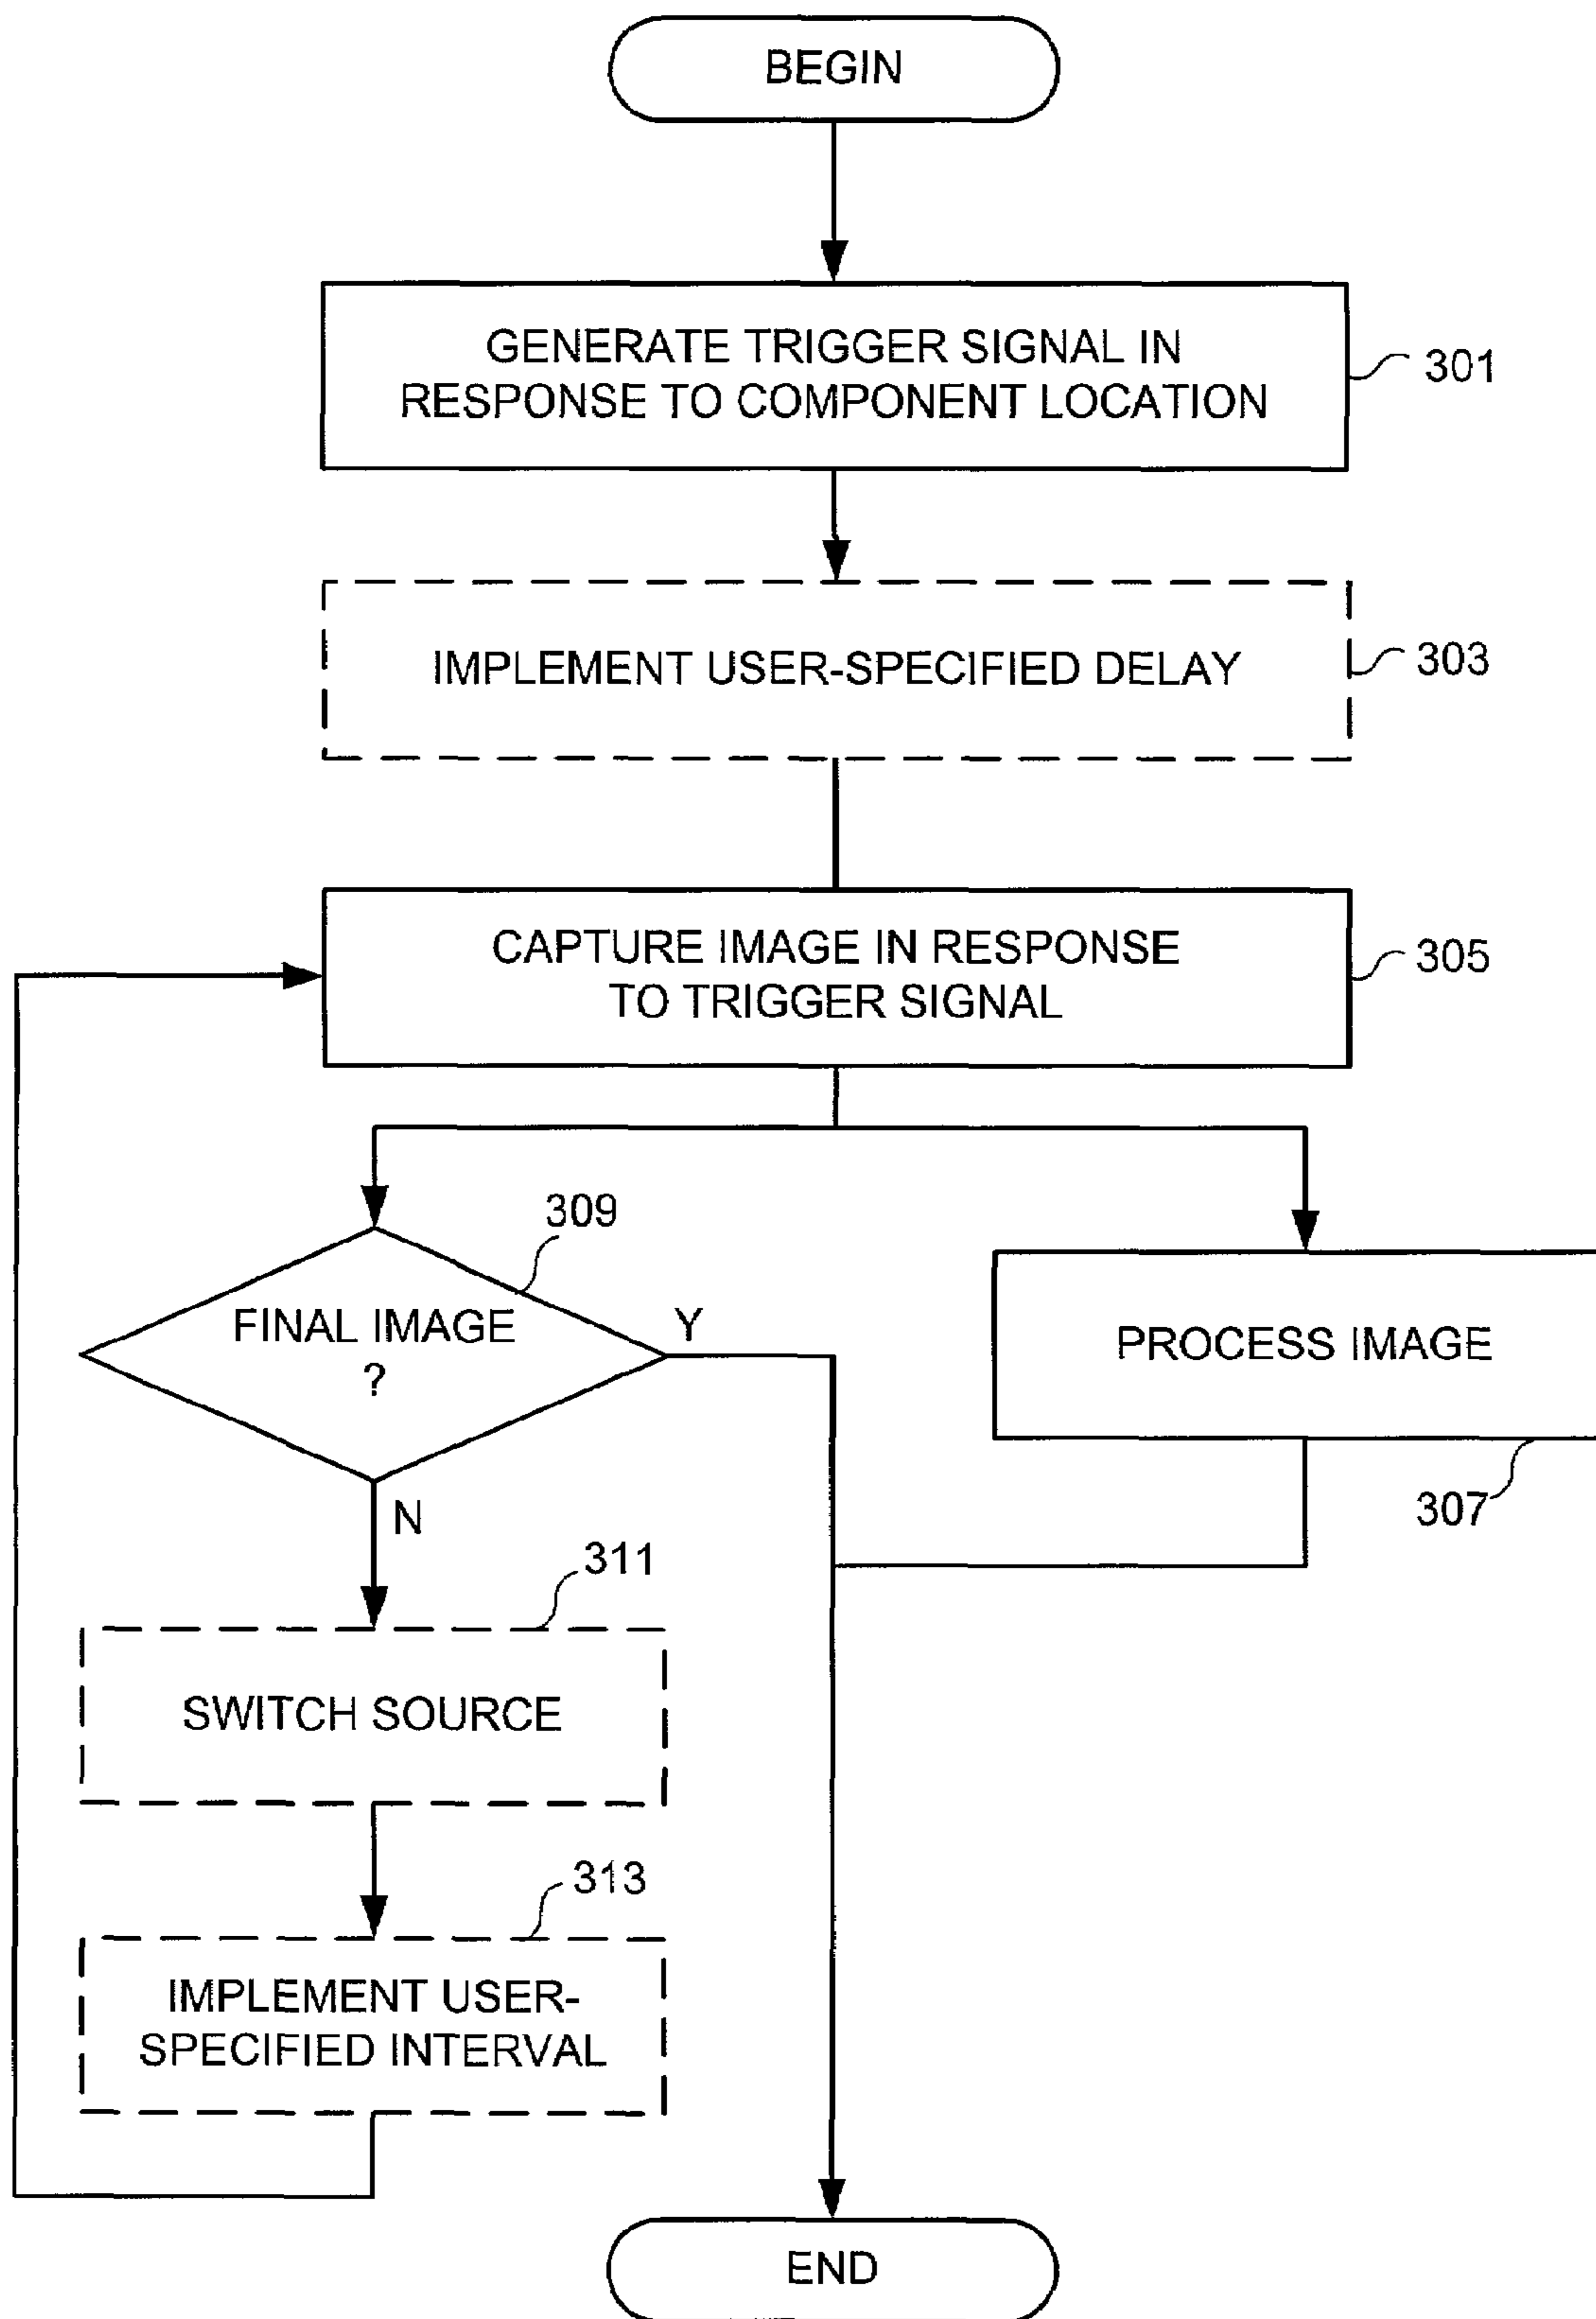 BEGIN
GENERATE TRIGGER SIGNAL IN
RESPONSE TO COMPONENT LOCATION
301
IMPLEMENT USER-SPECIFIED DELAY
303
CAPTURE IMAGE IN RESPONSE
TO TRIGGER SIGNAL
305
309
FINAL IMAGE
?
Y
N
PROCESS IMAGE
307
311
SWITCH SOURCE
313
IMPLEMENT USER-
SPECIFIED INTERVAL
END